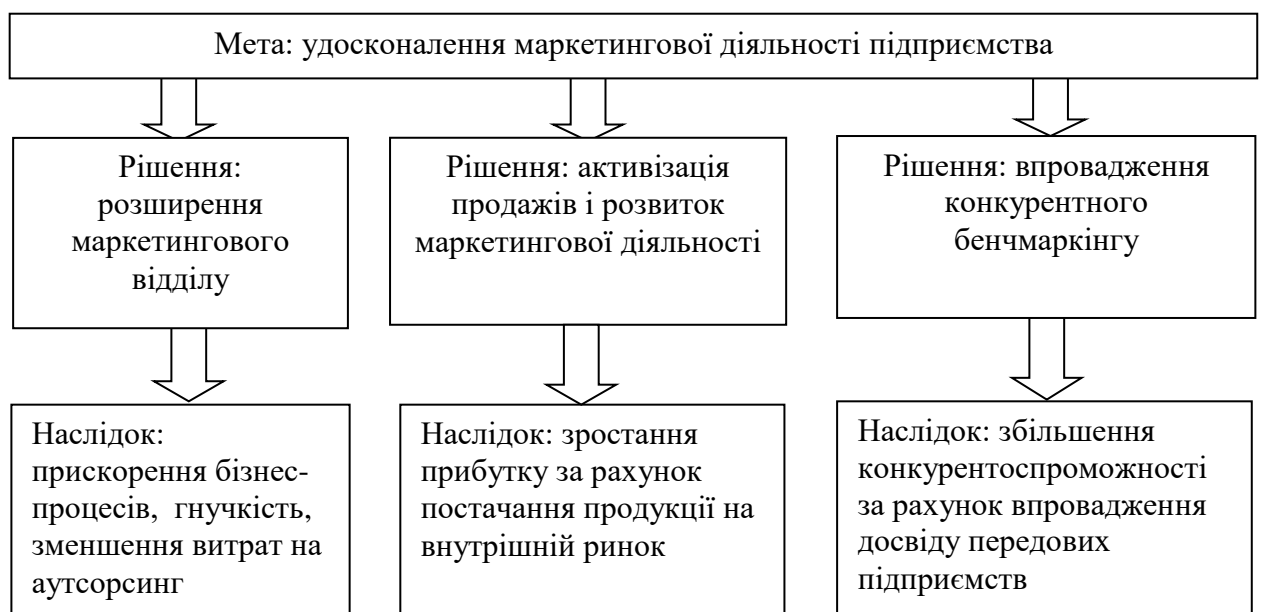 Мета: удосконалення маркетингової діяльності підприємства
Рішення:
розширення
маркетингового
відділу
Рішення: активізація
продажів і розвиток
маркетингової діяльності
Рішення: впровадження
конкурентного
бенчмаркінгу
Наслідок:
прискорення бізнес-
процесів, гнучкість,
зменшення витрат на
аутсорсинг
Наслідок: зростання
прибутку за рахунок
постачання продукції на
внутрішній ринок
Наслідок: збільшення
конкурентоспроможності
за рахунок впровадження
досвіду передових
підприємств